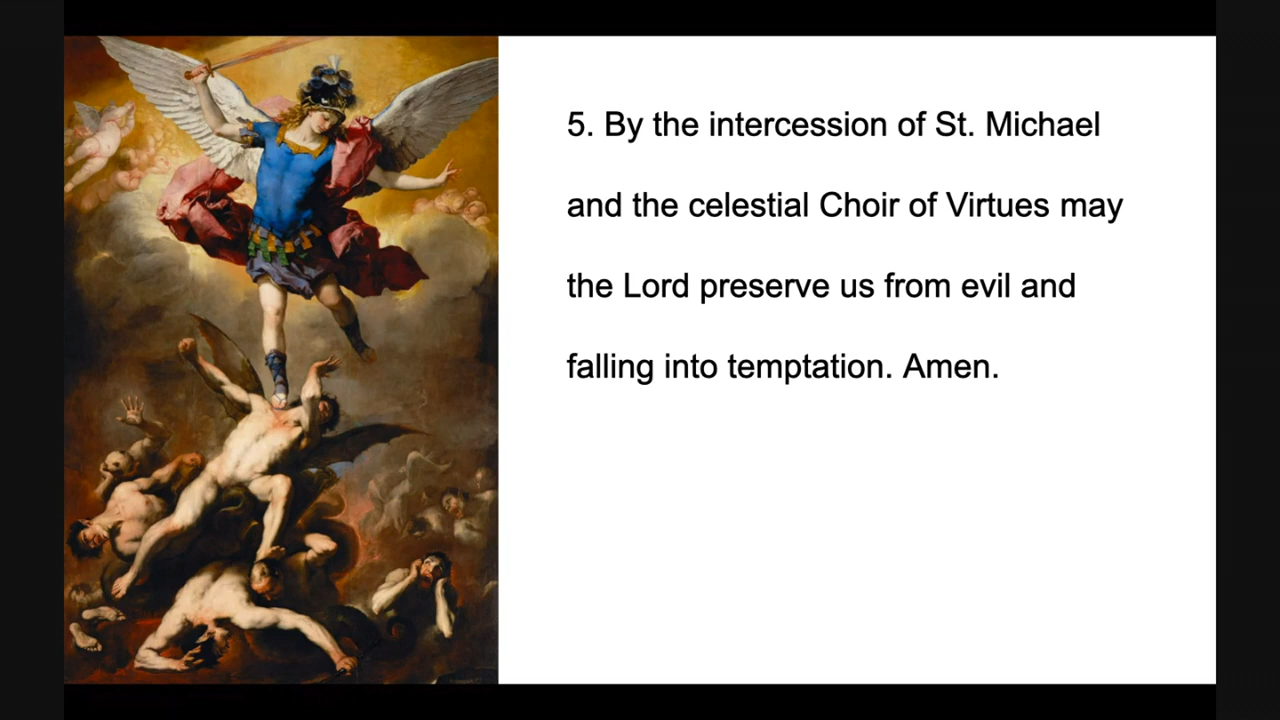 5. By the intercession of St. Michael
and the celestial Choir of Virtues may
the Lord preserve us from evil and
falling into temptation. Amen.